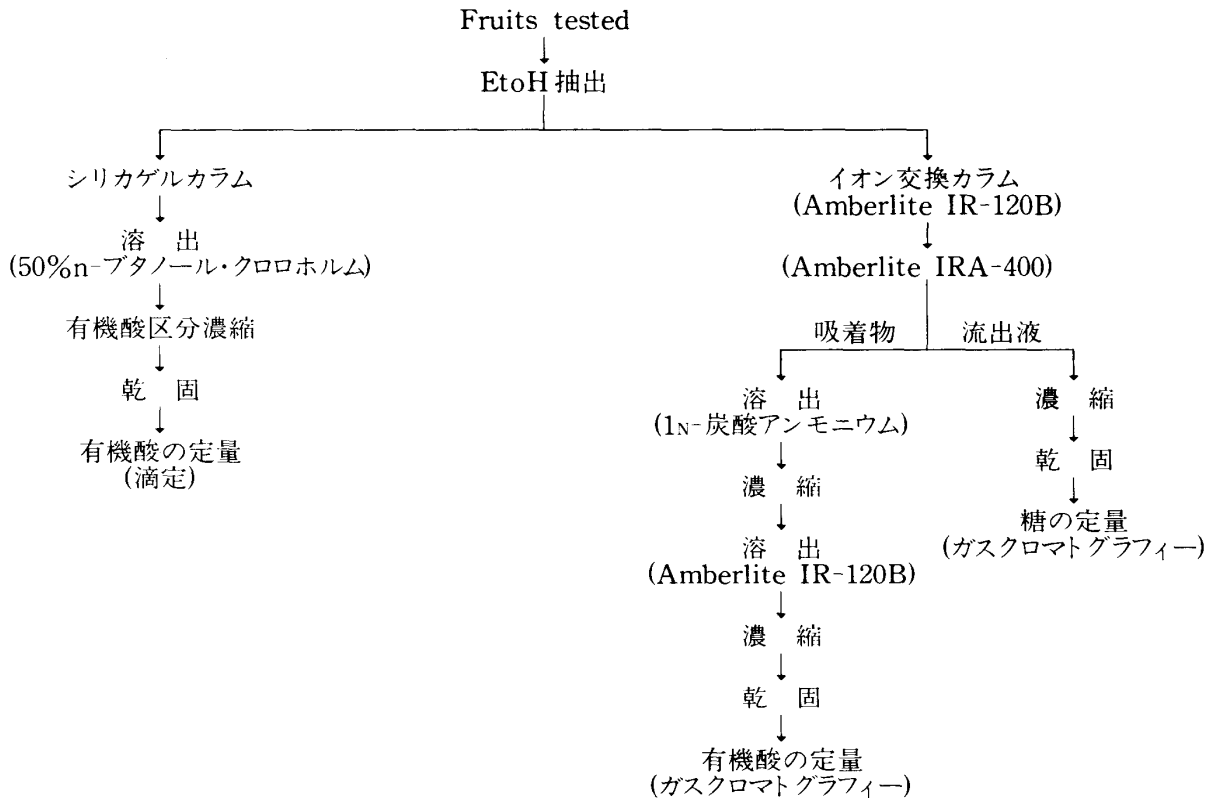 Fruits tested
EtoH 抽出
シリカゲルカラム
溶 出
(50%n-ブタノール・クロロホルム)
有機酸区分濃縮
乾 固
有機酸の定量
(滴定)
イオン交換カラム
(Amberlite IR-120B)
(Amberlite IRA-400)
吸着物 流出液
溶 出
(1N-炭酸アンモニウム)
濃 縮
溶 出
(Amberlite IR-120B)
濃 縮
乾 固
有機酸の定量
(ガスクロマトグラフィー)
濃 縮
乾 固
糖の定量
(ガスクロマトグラフィー)